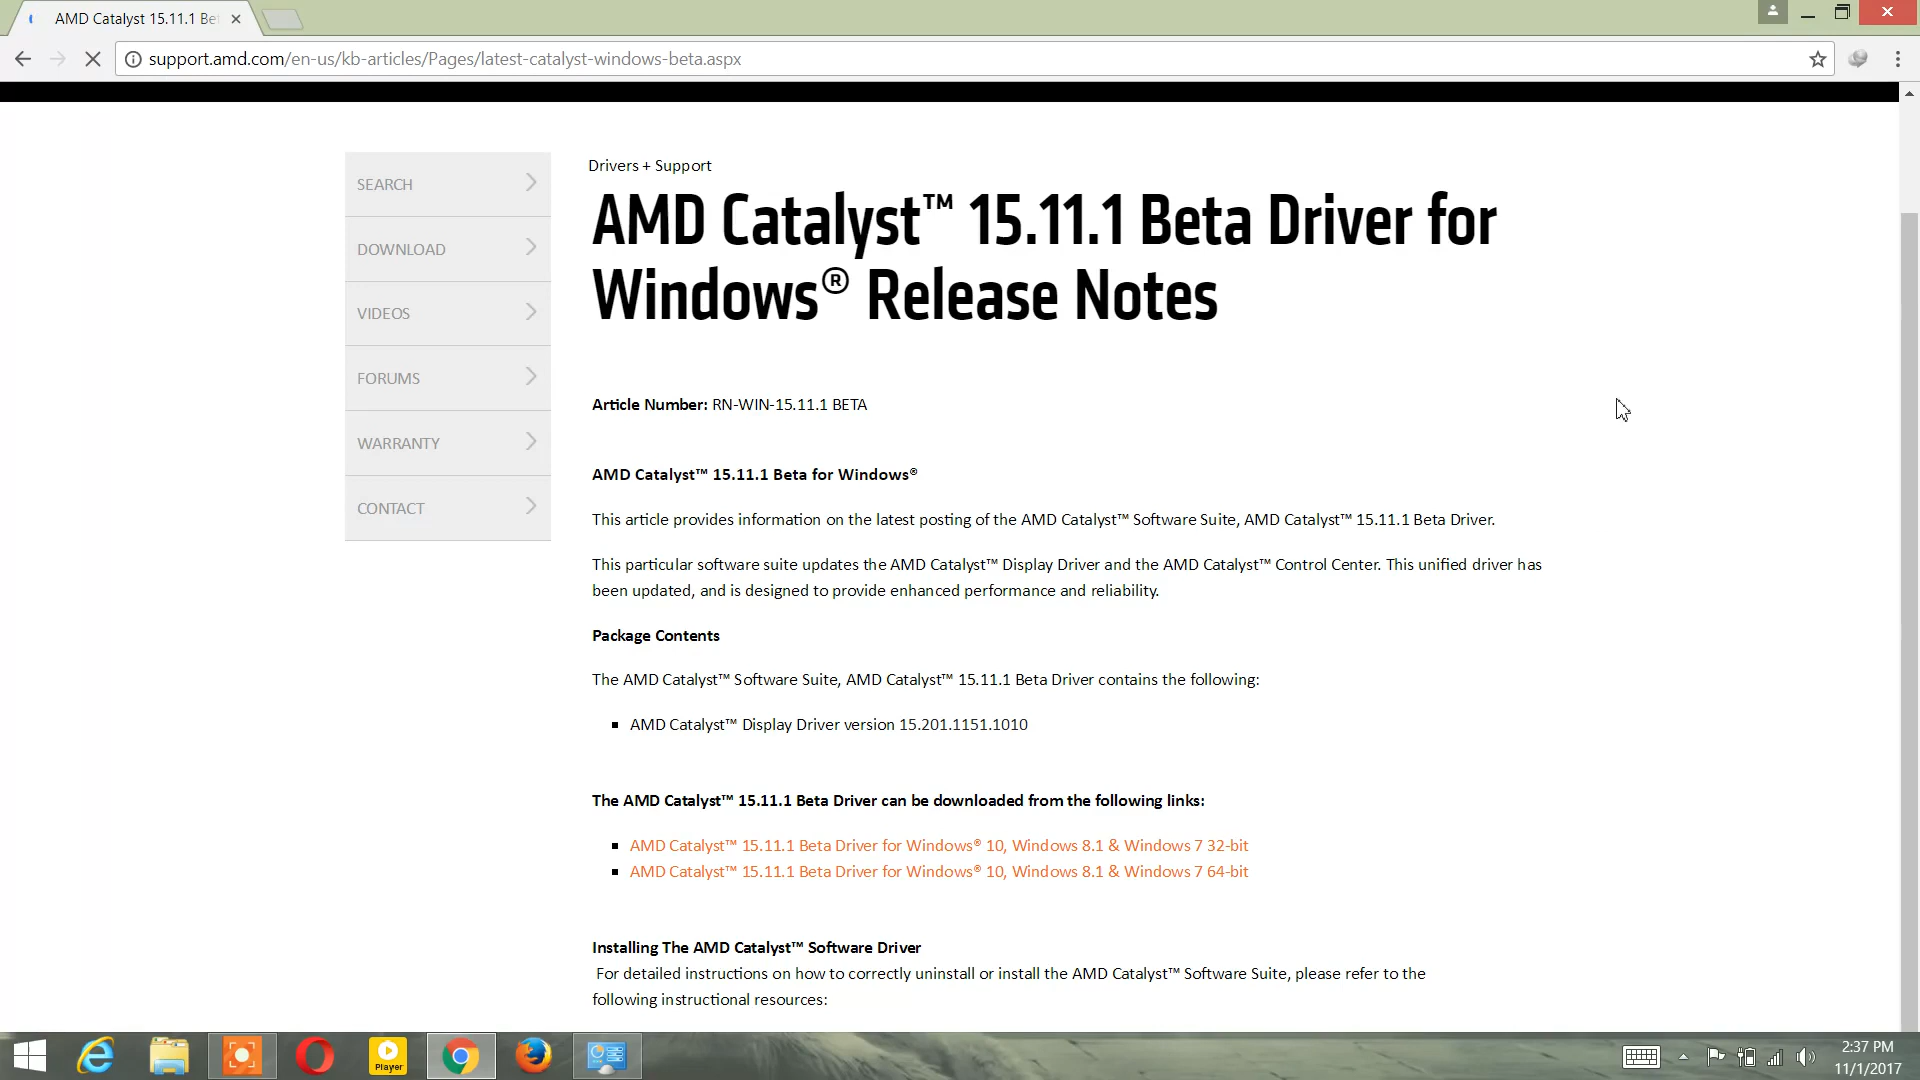 AMD Catalyst 15.11.1 Be
support.amd.com/en-us/kb-articles/Pages/latest-catalyst-windows-beta.aspx
SEARCH
DOWNLOAD
VIDEOS
FORUMS
WARRANTY
CONTACT
Drivers + Support
AMD Catalyst™ 15.11.1 Beta Driver for
Windows® Release Notes
Article Number: RN-WIN-15.11.1 BETA
AMD Catalyst™ 15.11.1 Beta for Windows®
This article provides information on the latest posting of the AMD Catalyst™ Software Suite, AMD Catalyst™ 15.11.1 Beta Driver.
This particular software suite updates the AMD Catalyst™ Display Driver and the AMD Catalyst™ Control Center. This unified driver has
been updated, and is designed to provide enhanced performance and reliability.
Package Contents
The AMD Catalyst™ Software Suite, AMD Catalyst™ 15.11.1 Beta Driver contains the following:
▪ AMD Catalyst™ Display Driver version 15.201.1151.1010
The AMD Catalyst™ 15.11.1 Beta Driver can be downloaded from the following links:
▪ AMD Catalyst™ 15.11.1 Beta Driver for Windows® 10, Windows 8.1 & Windows 7 32-bit
▪ AMD Catalyst™ 15.11.1 Beta Driver for Windows® 10, Windows 8.1 & Windows 7 64-bit
Installing The AMD Catalyst™ Software Driver
For detailed instructions on how to correctly uninstall or install the AMD Catalyst™ Software Suite, please refer to the
following instructional resources:
Player
2:37 PM
11/1/2017